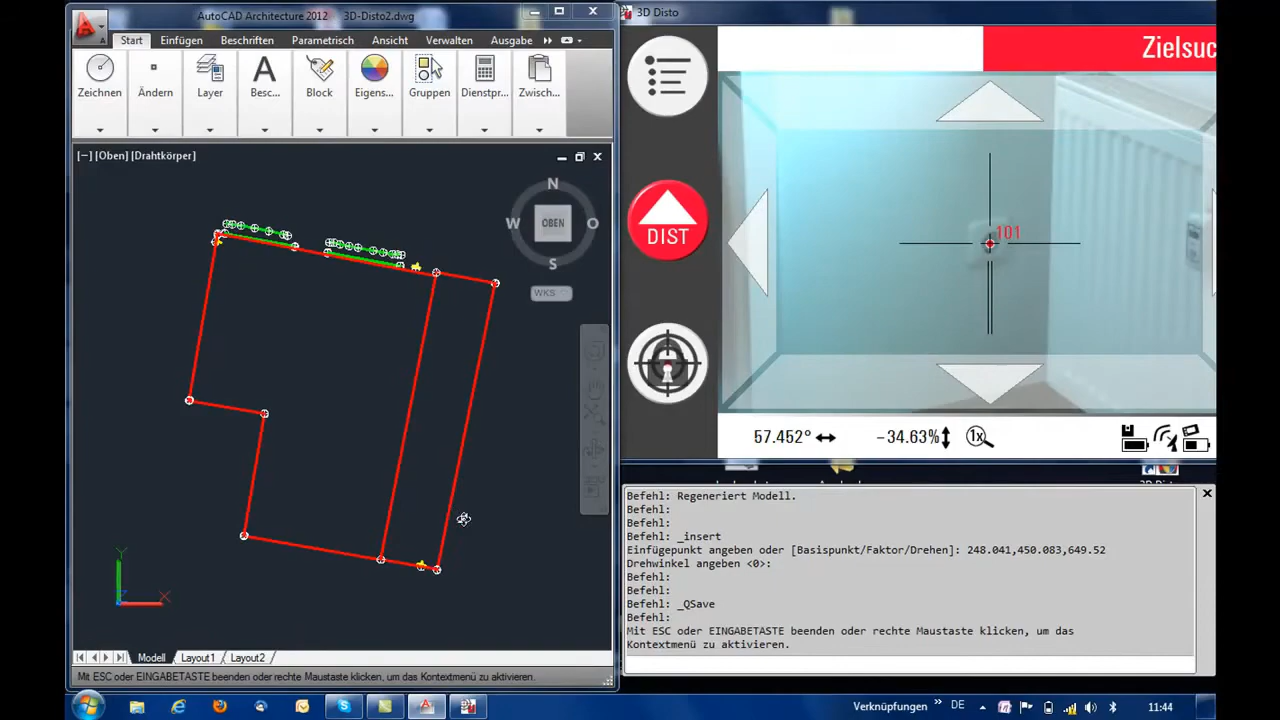 AutoCAD Architecture 2012 - 3D-Disto2.dwg
Start Einfügen Beschriften Parametrisch Ansicht Verwalten Ausgabe
Zeichnen Ändern Layer Besc... Block Eigens... Gruppen Dienstpr... Zwisch...
[−] [Oben] [Drahtkörper]
N
W OBEN O
S
WKS
Y
X
Modell Layout1 Layout2
Mit ESC oder EINGABETASTE beenden oder rechte Maustaste klicken, um das Kontextmenü zu aktivieren.
3D Disto
Zielsuc
DIST
101
57.452° -34.63% 1x
Befehl: Regeneriert Modell.
Befehl:
Befehl:
Befehl: _insert
Einfügepunkt angeben oder [Basispunkt/Faktor/Drehen]: 248.041,450.083,649.52
Drehwinkel angeben <0>:
Befehl:
Befehl:
Befehl: _QSave
Befehl:
Mit ESC oder EINGABETASTE beenden oder rechte Maustaste klicken, um das
Kontextmenü zu aktivieren.
Verknüpfungen » DE 11:44